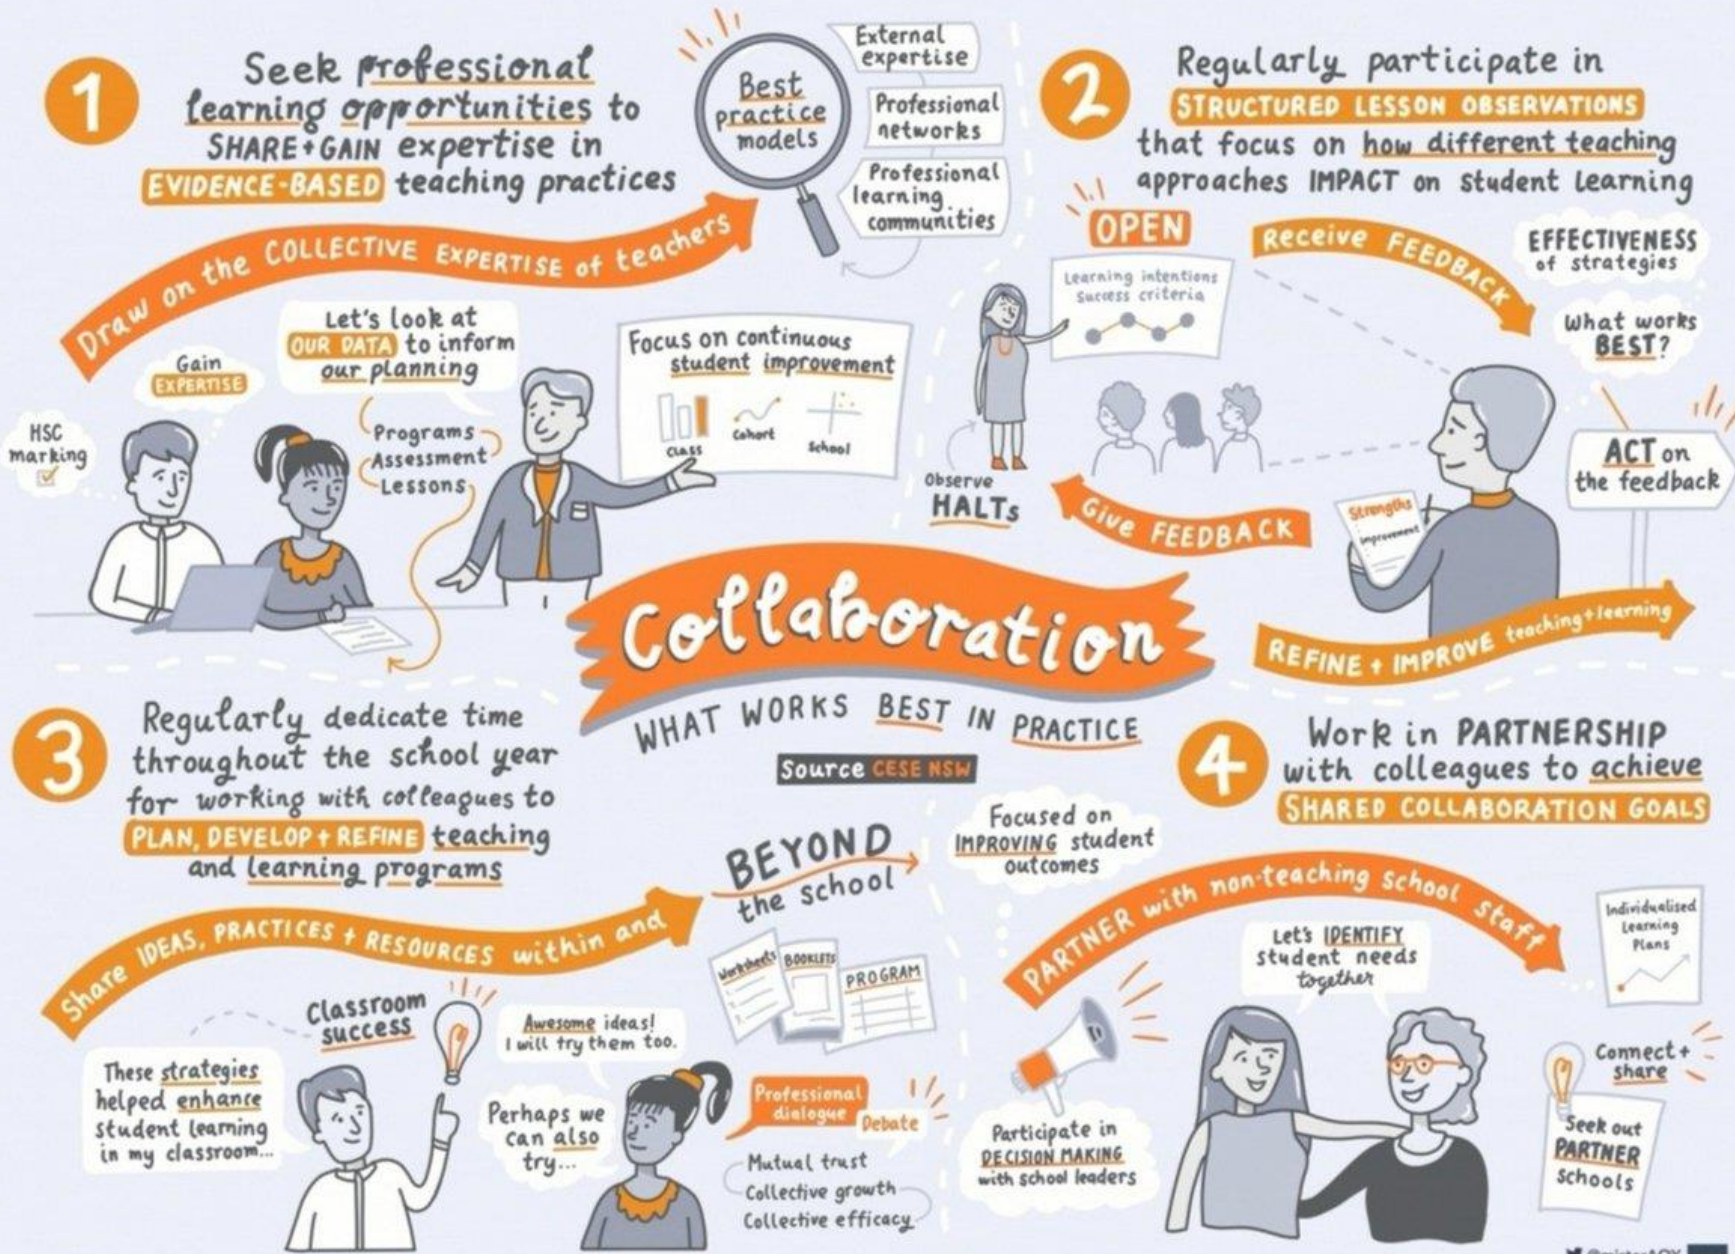 1
Seek professional
learning opportunities to
SHARE + GAIN expertise in
EVIDENCE-BASED teaching practices
Best
practice
models
External
expertise
Professional
networks
Professional
learning
communities
Draw on the COLLECTIVE EXPERTISE of teachers
HSC
marking
Gain
EXPERTISE
Let's look at
OUR DATA to inform
our planning
Programs
Assessment
Lessons
Focus on continuous
student improvement
CLASS
Cohort
School
2
Regularly participate in
STRUCTURED LESSON OBSERVATIONS
that focus on how different teaching
approaches IMPACT on student learning
OPEN
Learning intentions
Success criteria
Observe
HALTs
Receive FEEDBACK
EFFECTIVENESS
of strategies
What works
BEST?
ACT on
the feedback
Give FEEDBACK
Strengths
Improvement
REFINE + IMPROVE teaching + learning
Collaboration
WHAT WORKS BEST IN PRACTICE
Source CESE NSW
3
Regularly dedicate time
throughout the school year
for working with colleagues to
PLAN, DEVELOP + REFINE teaching
and learning programs
Share IDEAS, PRACTICES + RESOURCES within and
BEYOND
the school
Worksheets
BOOKLETS
PROGRAM
Classroom
success
These strategies
helped enhance
student learning
in my classroom...
Awesome ideas!
I will try them too.
Perhaps we
can also
try...
Professional
dialogue
Debate
Mutual trust
Collective growth
Collective efficacy
4
Work in PARTNERSHIP
with colleagues to achieve
SHARED COLLABORATION GOALS
Focused on
IMPROVING student
outcomes
PARTNER with non-teaching school staff
Let's IDENTIFY
student needs
together
Individualised
Learning
Plans
Participate in
DECISION MAKING
with school leaders
Connect +
share
Seek out
PARTNER
Schools